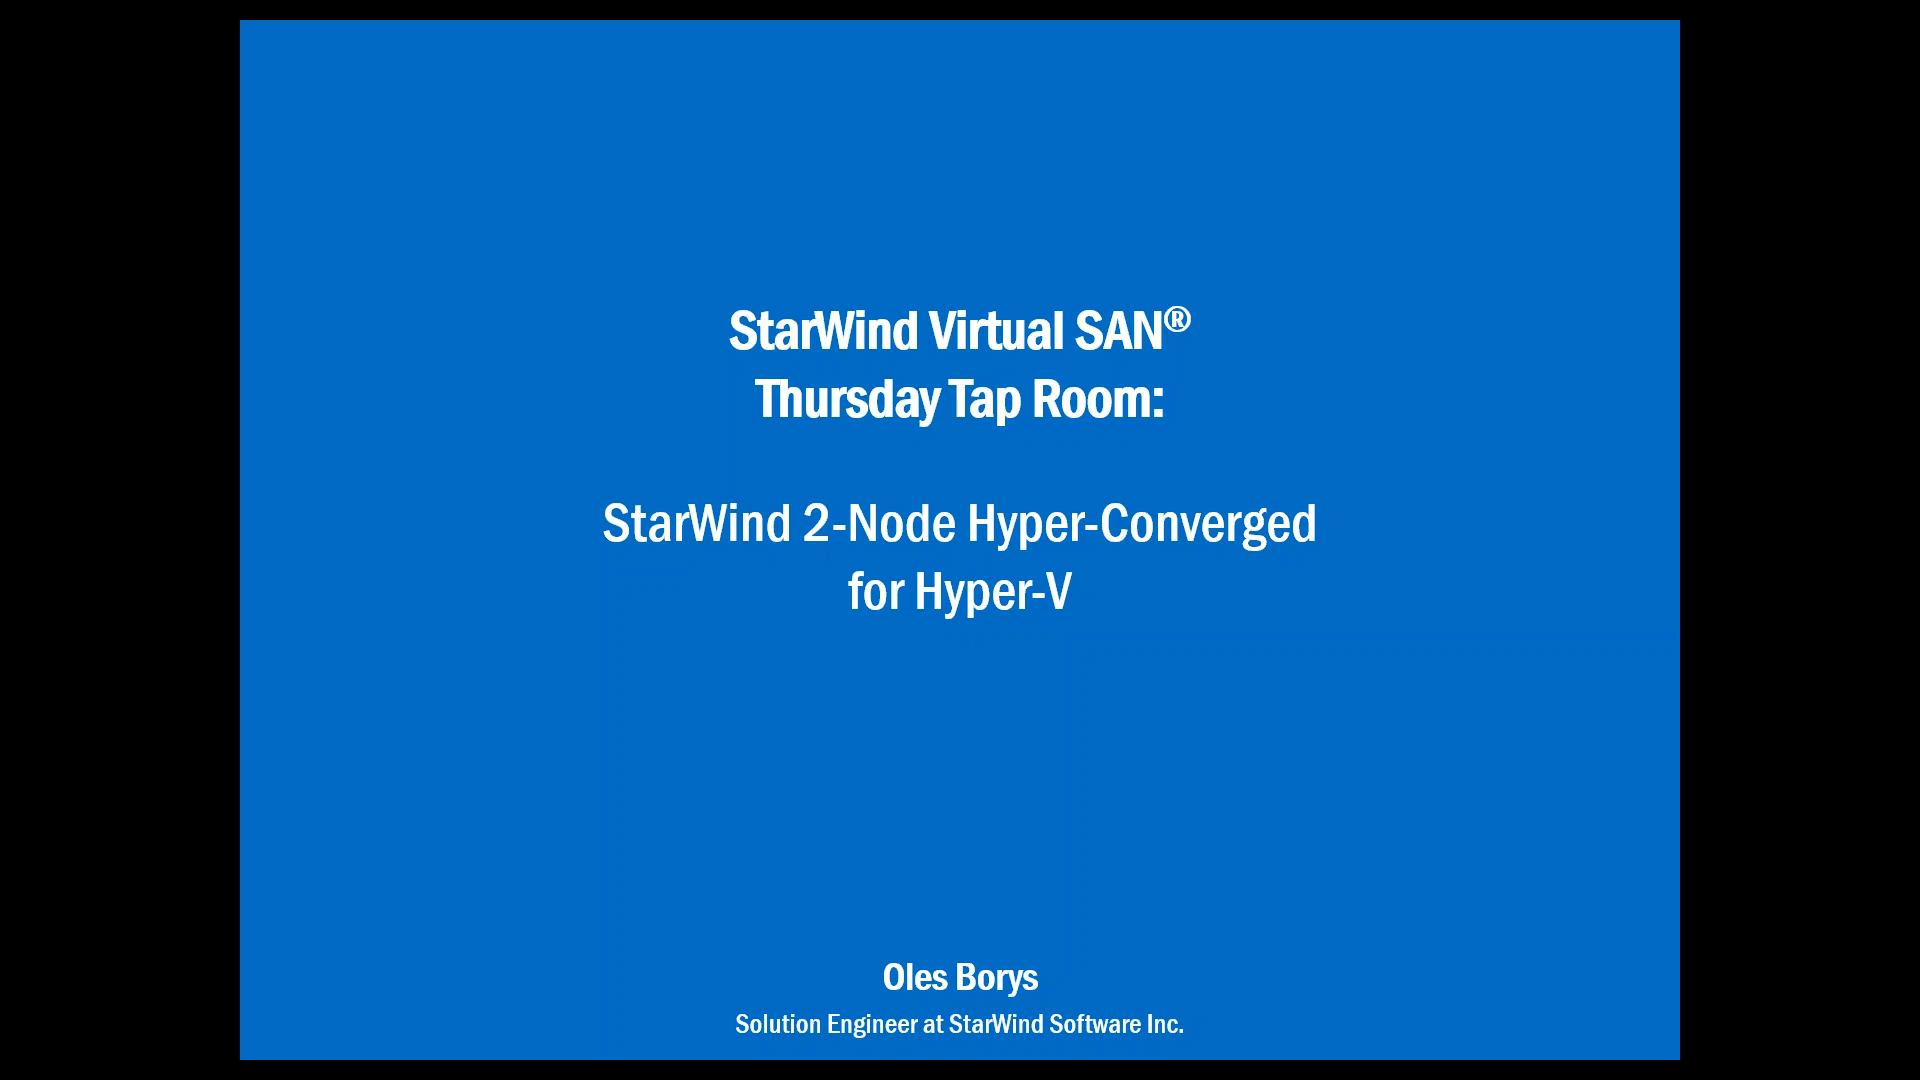 StarWind Virtual SAN®
Thursday Tap Room:
StarWind 2-Node Hyper-Converged
for Hyper-V
Oles Borys
Solution Engineer at StarWind Software Inc.